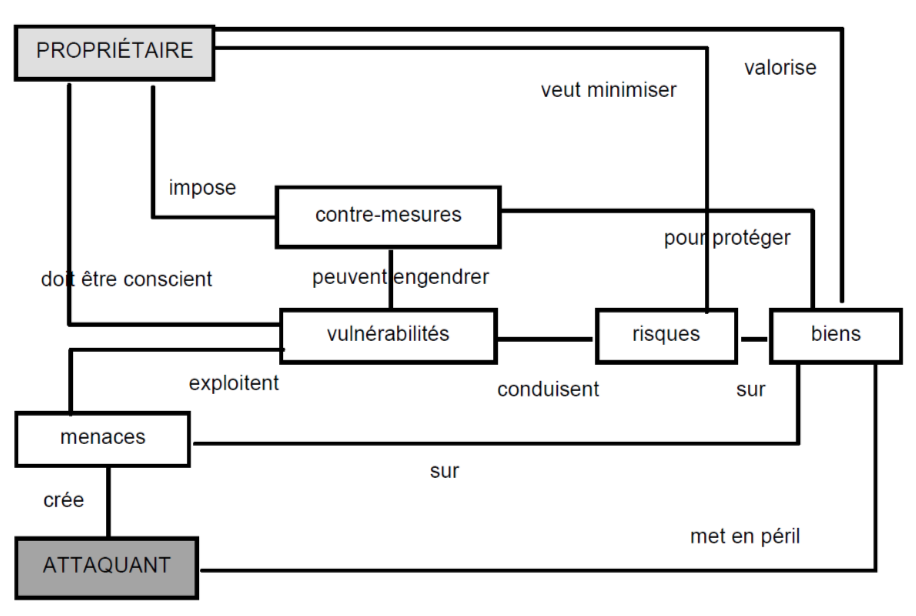 PROPRIÉTAIRE
valorise
veut minimiser
impose
contre-mesures
pour protéger
doit être conscient
peuvent engendrer
vulnérabilités
risques
biens
exploitent
conduisent
sur
menaces
sur
crée
met en péril
ATTAQUANT